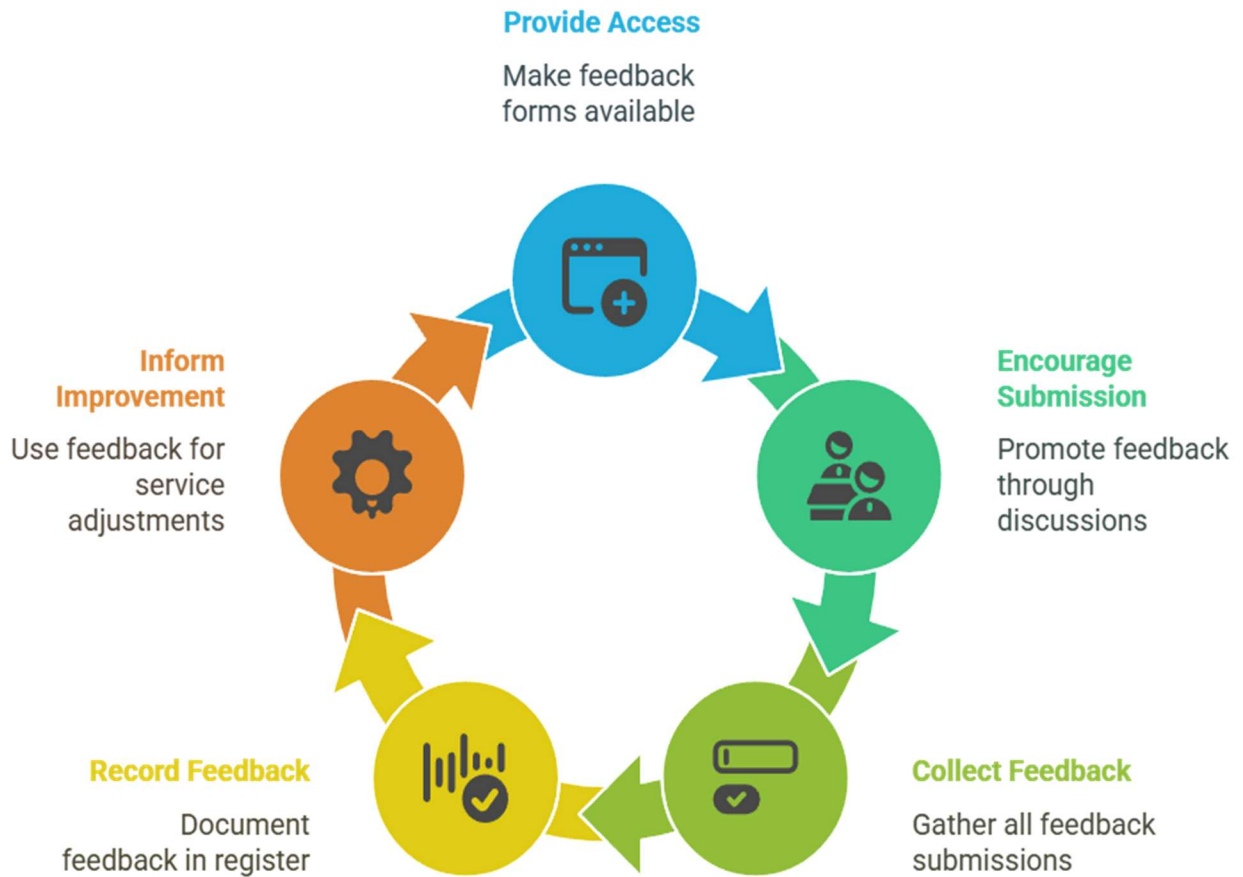 Provide Access
Make feedback
forms available
Encourage
Submission
Promote feedback
through
discussions
Collect Feedback
Gather all feedback
submissions
Record Feedback
Document
feedback in register
Inform
Improvement
Use feedback for
service
adjustments